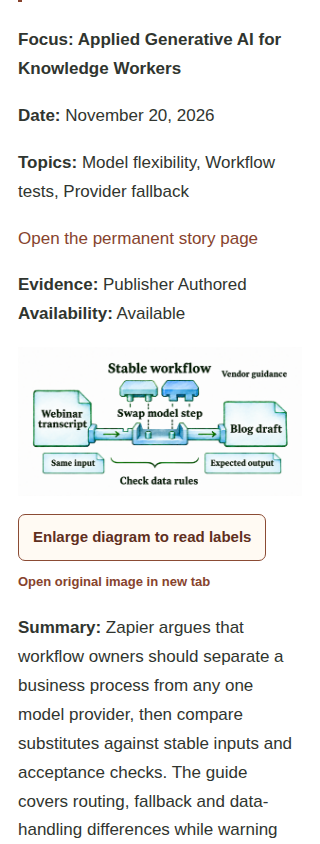 Focus: Applied Generative AI for
Knowledge Workers
Date: November 20, 2026
Topics: Model flexibility, Workflow
tests, Provider fallback
Open the permanent story page
Evidence: Publisher Authored
Availability: Available
Stable workflow
Vendor guidance
Webinar
transcript
Swap model step
Blog draft
Same input
Expected output
Check data rules
Enlarge diagram to read labels
Open original image in new tab
Summary: Zapier argues that
workflow owners should separate a
business process from any one
model provider, then compare
substitutes against stable inputs and
acceptance checks. The guide
covers routing, fallback and data-
handling differences while warning